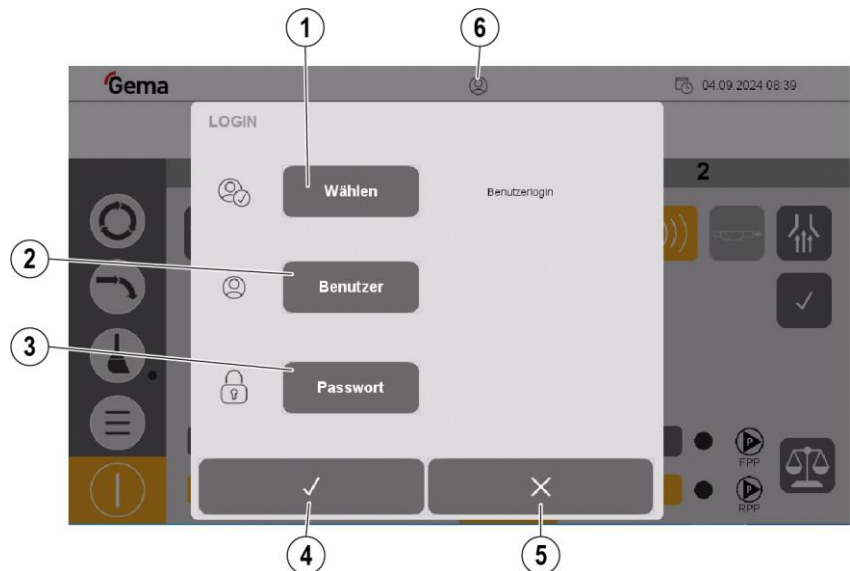 1
6
Gema
04.09.2024 08:39
LOGIN
2
Wählen
Benutzerlogin
2
Benutzer
3
Passwort
P
FPP
P
RPP
4
5